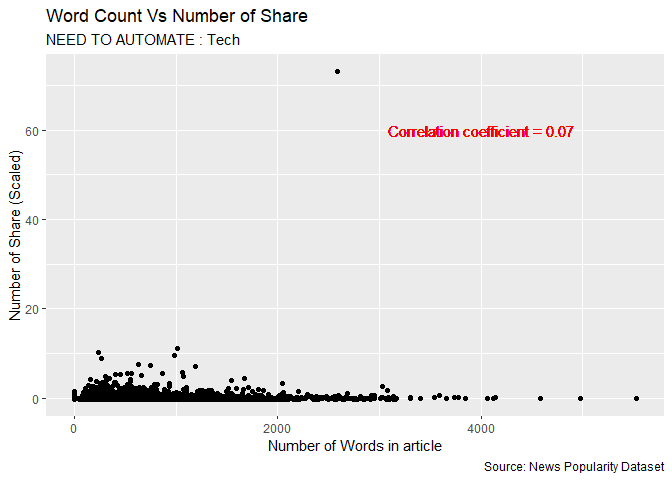 Word Count Vs Number of Share
NEED TO AUTOMATE : Tech
Correlation coefficient = 0.07
60
40
20
0
Number of Share (Scaled)
0
2000
4000
Number of Words in article
Source: News Popularity Dataset